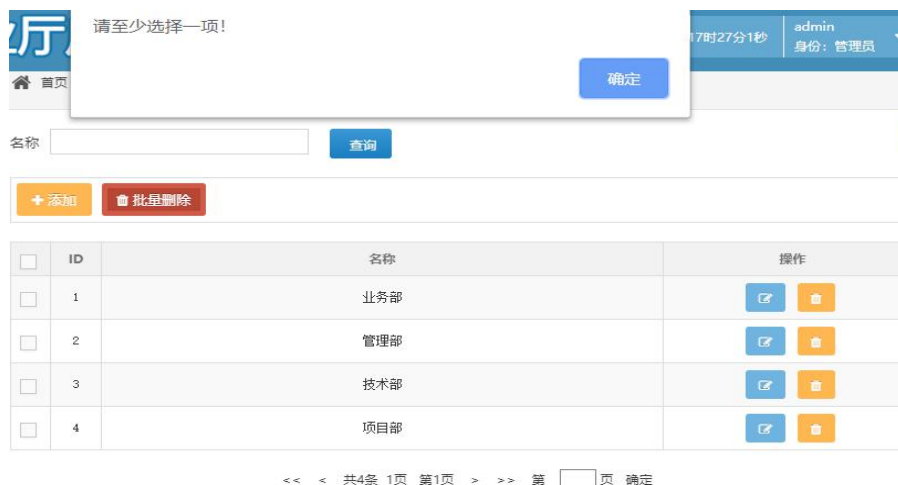 请至少选择一项!
确定
厅
17时27分1秒
admin
身份：管理员
首页
名称
查询
添加
批量删除
ID 名称 操作
1 业务部
2 管理部
3 技术部
4 项目部
<< < 共4条 1页 第1页 > >> 第 页 确定